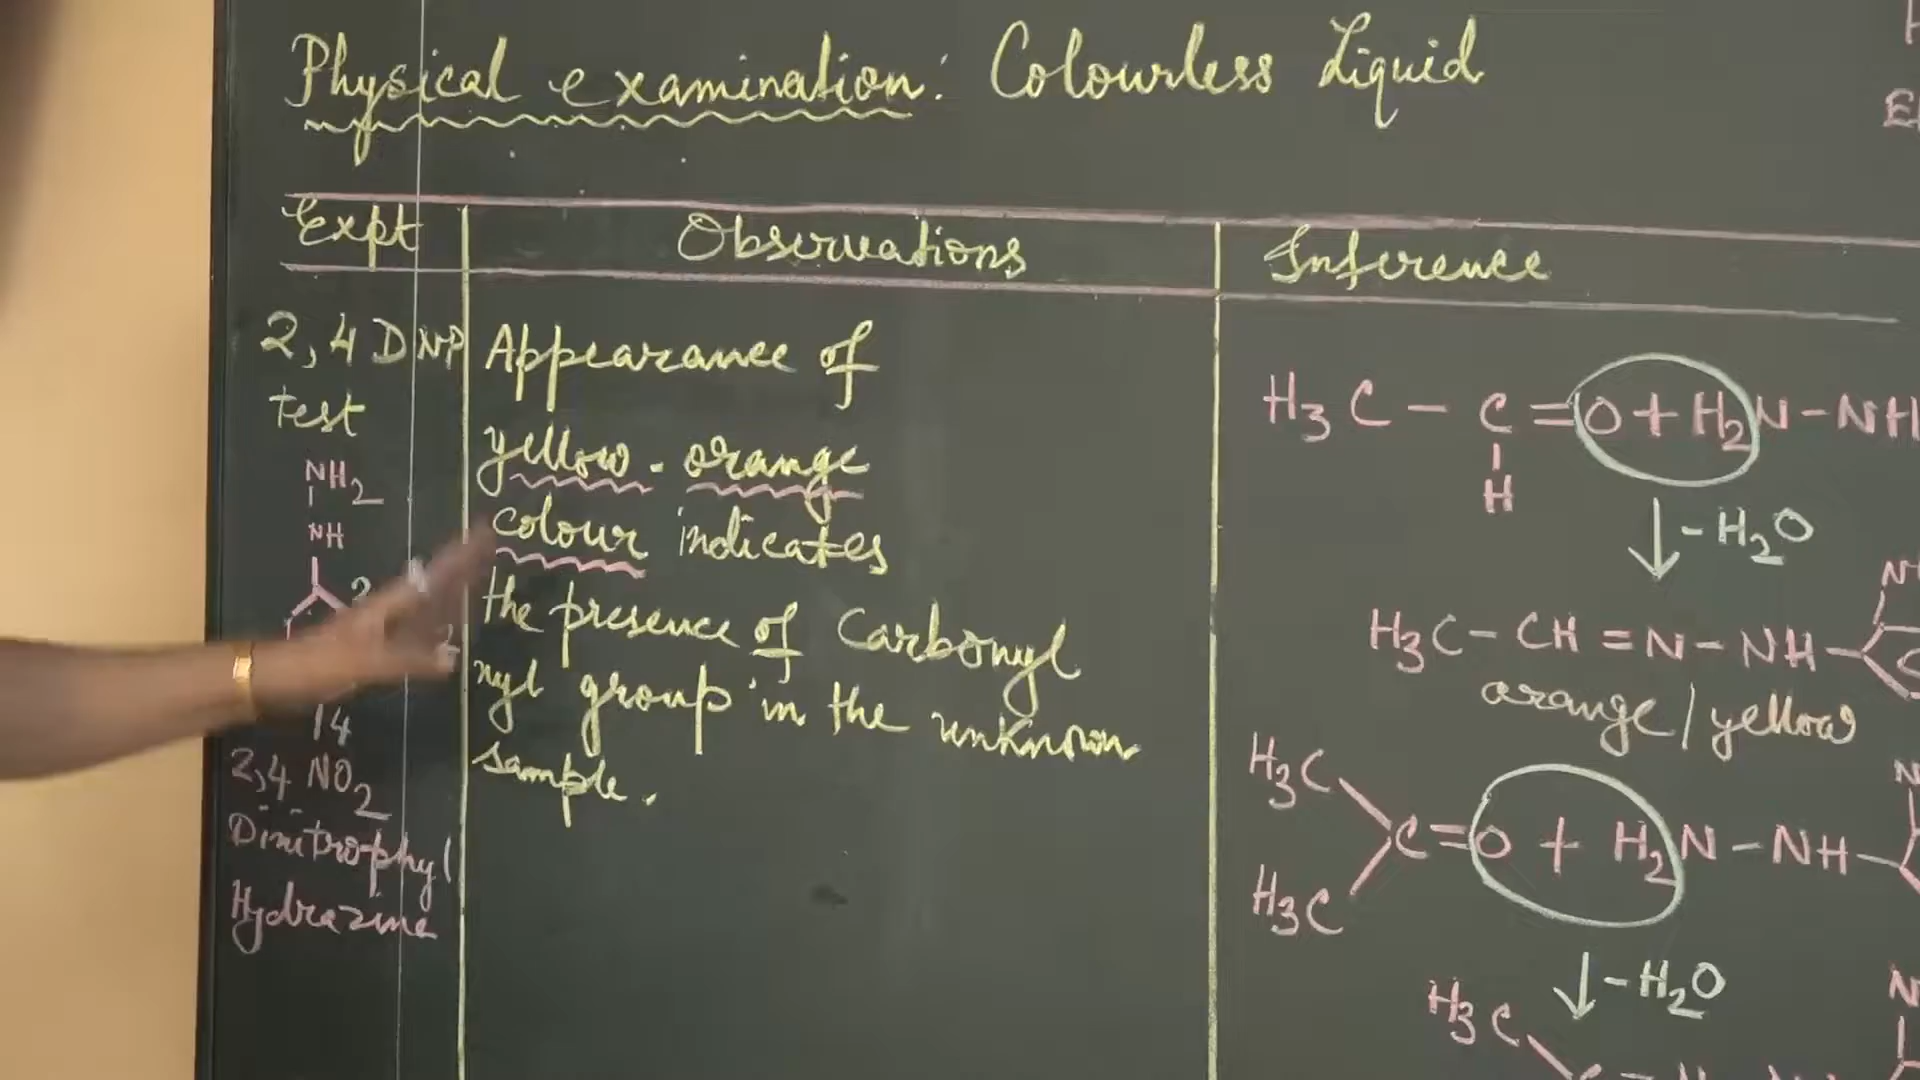 Physical examination: Colourless Liquid
Expt
Observations
Inference
2,4 DNP
test
NH2
NH
2
2
14
2,4 NO2
Dinitrophyl
Hydrazine
Appearance of
yellow - orange
colour indicates
the presence of Carbonyl
nyl group in the unknown
sample.
H3C - C = O + H2N - NH
H
↓ - H2O
H3C - CH = N - NH -
orange / yellow
H3C
C = O + H2N - NH -
H3C
↓ - H2O
H3C